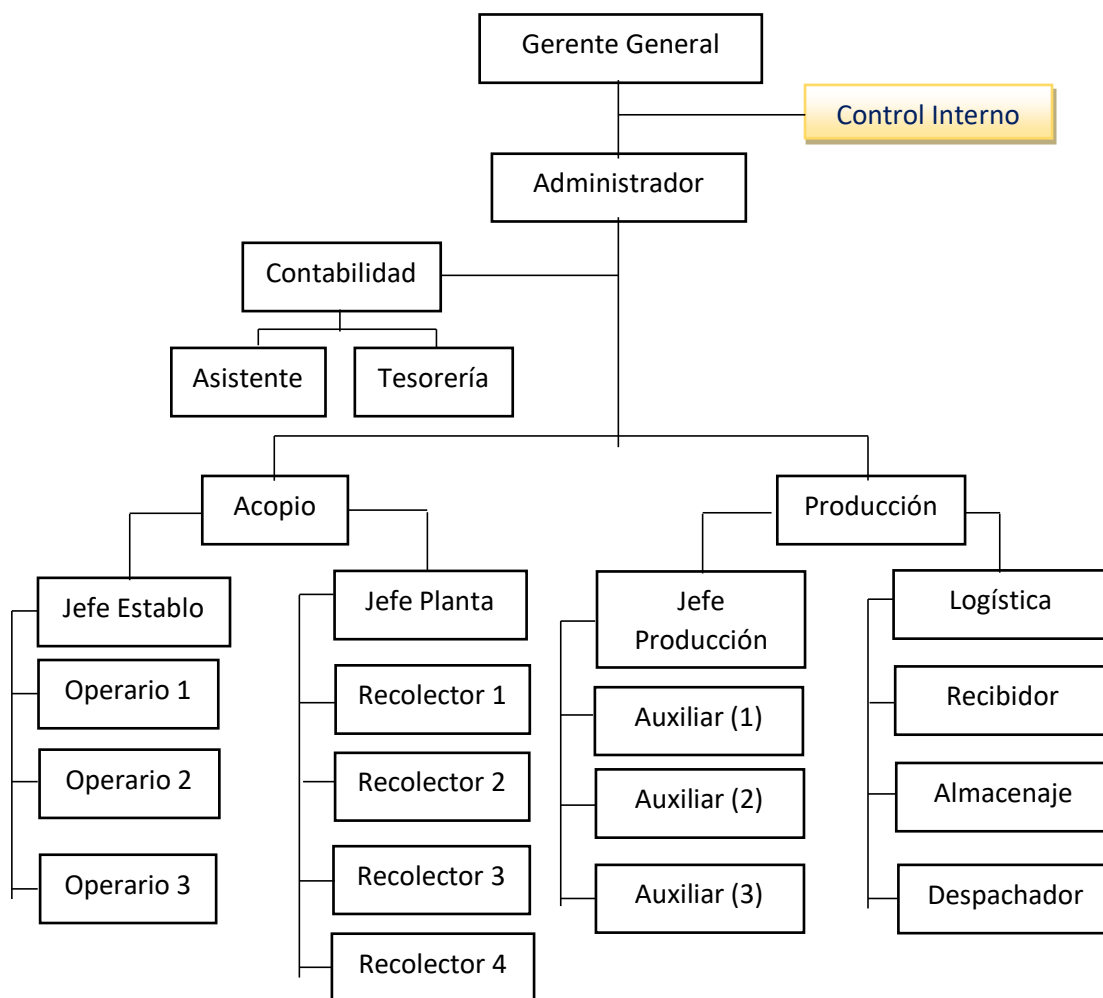 Gerente General
Control Interno
Administrador
Contabilidad
Asistente
Tesorería
Acopio
Producción
Jefe Establo
Operario 1
Operario 2
Operario 3
Jefe Planta
Recolector 1
Recolector 2
Recolector 3
Recolector 4
Jefe
Producción
Auxiliar (1)
Auxiliar (2)
Auxiliar (3)
Logística
Recibidor
Almacenaje
Despachador